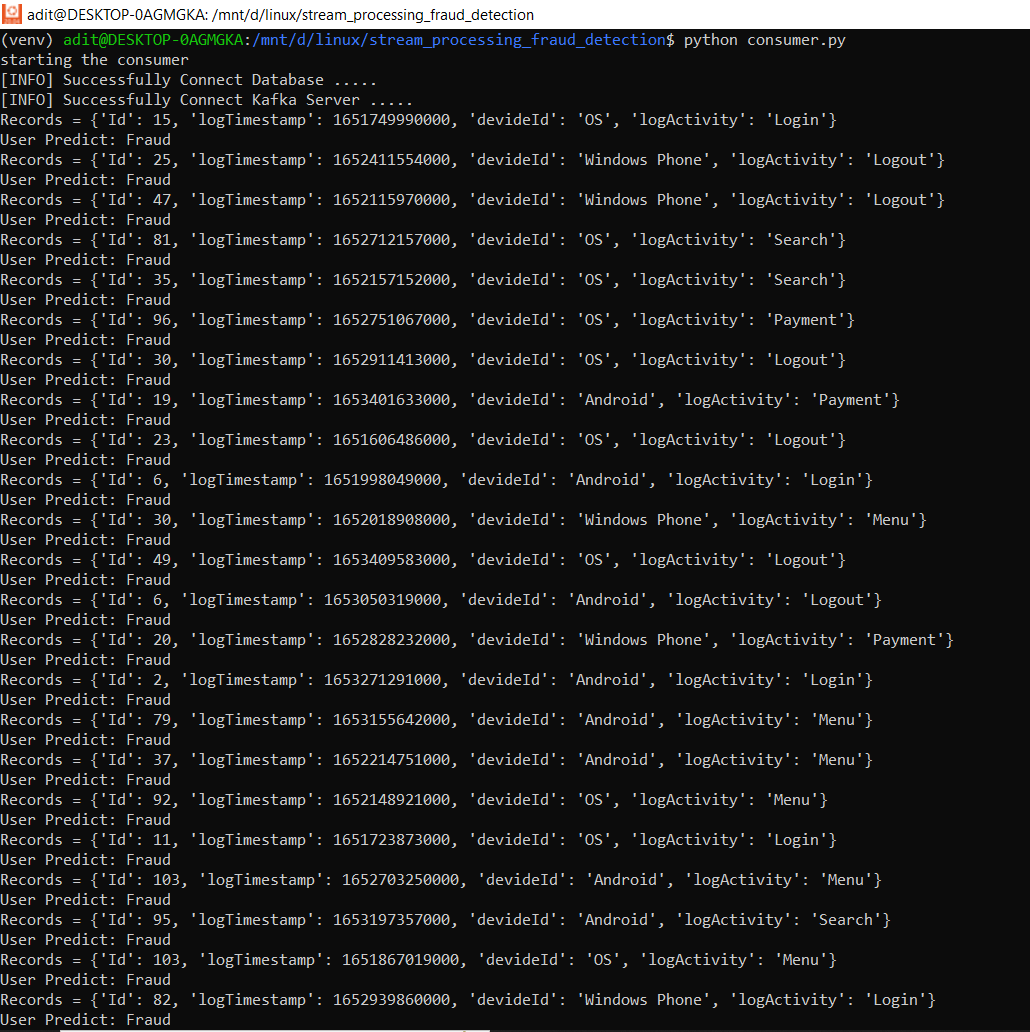 adit@DESKTOP-0AGMGKA: /mnt/d/linux/stream_processing_fraud_detection
(venv) adit@DESKTOP-0AGMGKA:/mnt/d/linux/stream_processing_fraud_detection$ python consumer.py
starting the consumer
[INFO] Successfully Connect Database .....
[INFO] Successfully Connect Kafka Server .....
Records = {'Id': 15, 'logTimestamp': 1651749990000, 'devideId': 'OS', 'logActivity': 'Login'}
User Predict: Fraud
Records = {'Id': 25, 'logTimestamp': 1652411554000, 'devideId': 'Windows Phone', 'logActivity': 'Logout'}
User Predict: Fraud
Records = {'Id': 47, 'logTimestamp': 1652115970000, 'devideId': 'Windows Phone', 'logActivity': 'Logout'}
User Predict: Fraud
Records = {'Id': 81, 'logTimestamp': 1652712157000, 'devideId': 'OS', 'logActivity': 'Search'}
User Predict: Fraud
Records = {'Id': 35, 'logTimestamp': 1652157152000, 'devideId': 'OS', 'logActivity': 'Search'}
User Predict: Fraud
Records = {'Id': 96, 'logTimestamp': 1652751067000, 'devideId': 'OS', 'logActivity': 'Payment'}
User Predict: Fraud
Records = {'Id': 30, 'logTimestamp': 1652911413000, 'devideId': 'OS', 'logActivity': 'Logout'}
User Predict: Fraud
Records = {'Id': 19, 'logTimestamp': 1653401633000, 'devideId': 'Android', 'logActivity': 'Payment'}
User Predict: Fraud
Records = {'Id': 23, 'logTimestamp': 1651606486000, 'devideId': 'OS', 'logActivity': 'Logout'}
User Predict: Fraud
Records = {'Id': 6, 'logTimestamp': 1651998049000, 'devideId': 'Android', 'logActivity': 'Login'}
User Predict: Fraud
Records = {'Id': 30, 'logTimestamp': 1652018908000, 'devideId': 'Windows Phone', 'logActivity': 'Menu'}
User Predict: Fraud
Records = {'Id': 49, 'logTimestamp': 1653409583000, 'devideId': 'OS', 'logActivity': 'Logout'}
User Predict: Fraud
Records = {'Id': 6, 'logTimestamp': 1653050319000, 'devideId': 'Android', 'logActivity': 'Logout'}
User Predict: Fraud
Records = {'Id': 20, 'logTimestamp': 1652828232000, 'devideId': 'Windows Phone', 'logActivity': 'Payment'}
User Predict: Fraud
Records = {'Id': 2, 'logTimestamp': 1653271291000, 'devideId': 'Android', 'logActivity': 'Login'}
User Predict: Fraud
Records = {'Id': 79, 'logTimestamp': 1653155642000, 'devideId': 'Android', 'logActivity': 'Menu'}
User Predict: Fraud
Records = {'Id': 37, 'logTimestamp': 1652214751000, 'devideId': 'Android', 'logActivity': 'Menu'}
User Predict: Fraud
Records = {'Id': 92, 'logTimestamp': 1652148921000, 'devideId': 'OS', 'logActivity': 'Menu'}
User Predict: Fraud
Records = {'Id': 11, 'logTimestamp': 1651723873000, 'devideId': 'OS', 'logActivity': 'Login'}
User Predict: Fraud
Records = {'Id': 103, 'logTimestamp': 1652703250000, 'devideId': 'Android', 'logActivity': 'Menu'}
User Predict: Fraud
Records = {'Id': 95, 'logTimestamp': 1653197357000, 'devideId': 'Android', 'logActivity': 'Search'}
User Predict: Fraud
Records = {'Id': 103, 'logTimestamp': 1651867019000, 'devideId': 'OS', 'logActivity': 'Menu'}
User Predict: Fraud
Records = {'Id': 82, 'logTimestamp': 1652939860000, 'devideId': 'Windows Phone', 'logActivity': 'Login'}
User Predict: Fraud